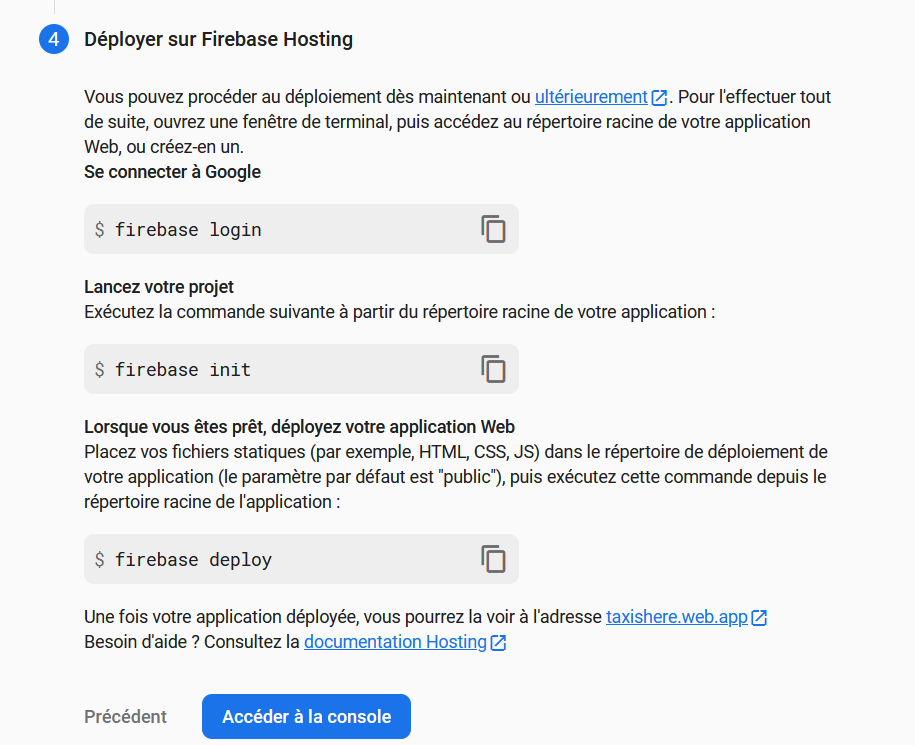 4 Déployer sur Firebase Hosting
Vous pouvez procéder au déploiement dès maintenant ou ultérieurement. Pour l'effectuer tout
de suite, ouvrez une fenêtre de terminal, puis accédez au répertoire racine de votre application
Web, ou créez-en un.
Se connecter à Google
$ firebase login
Lancez votre projet
Exécutez la commande suivante à partir du répertoire racine de votre application :
$ firebase init
Lorsque vous êtes prêt, déployez votre application Web
Placez vos fichiers statiques (par exemple, HTML, CSS, JS) dans le répertoire de déploiement de
votre application (le paramètre par défaut est "public"), puis exécutez cette commande depuis le
répertoire racine de l'application :
$ firebase deploy
Une fois votre application déployée, vous pourrez la voir à l'adresse taxishere.web.app
Besoin d'aide ? Consultez la documentation Hosting
Précédent Accéder à la console